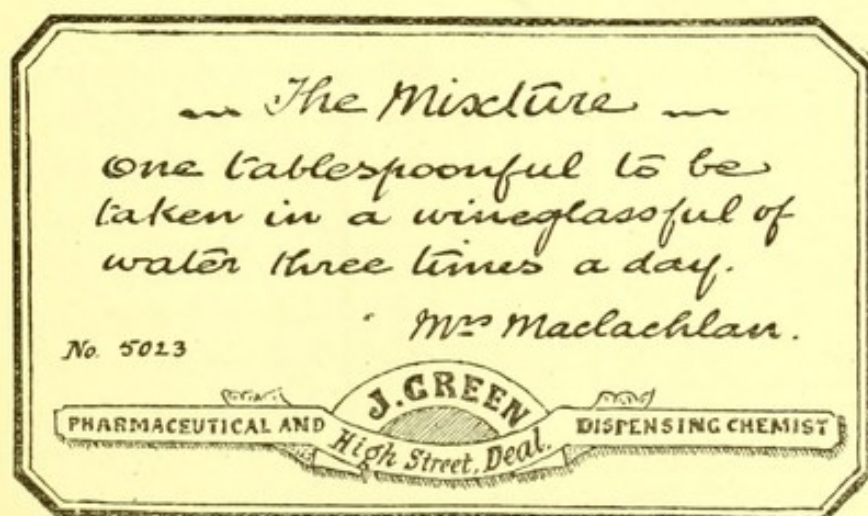 The Mixture
One tablespoonful to be
taken in a wineglassful of
water three times a day.
Mrs Maclachlan.
No. 5023
J. GREEN
PHARMACEUTICAL AND
High Street, Deal.
DISPENSING CHEMIST